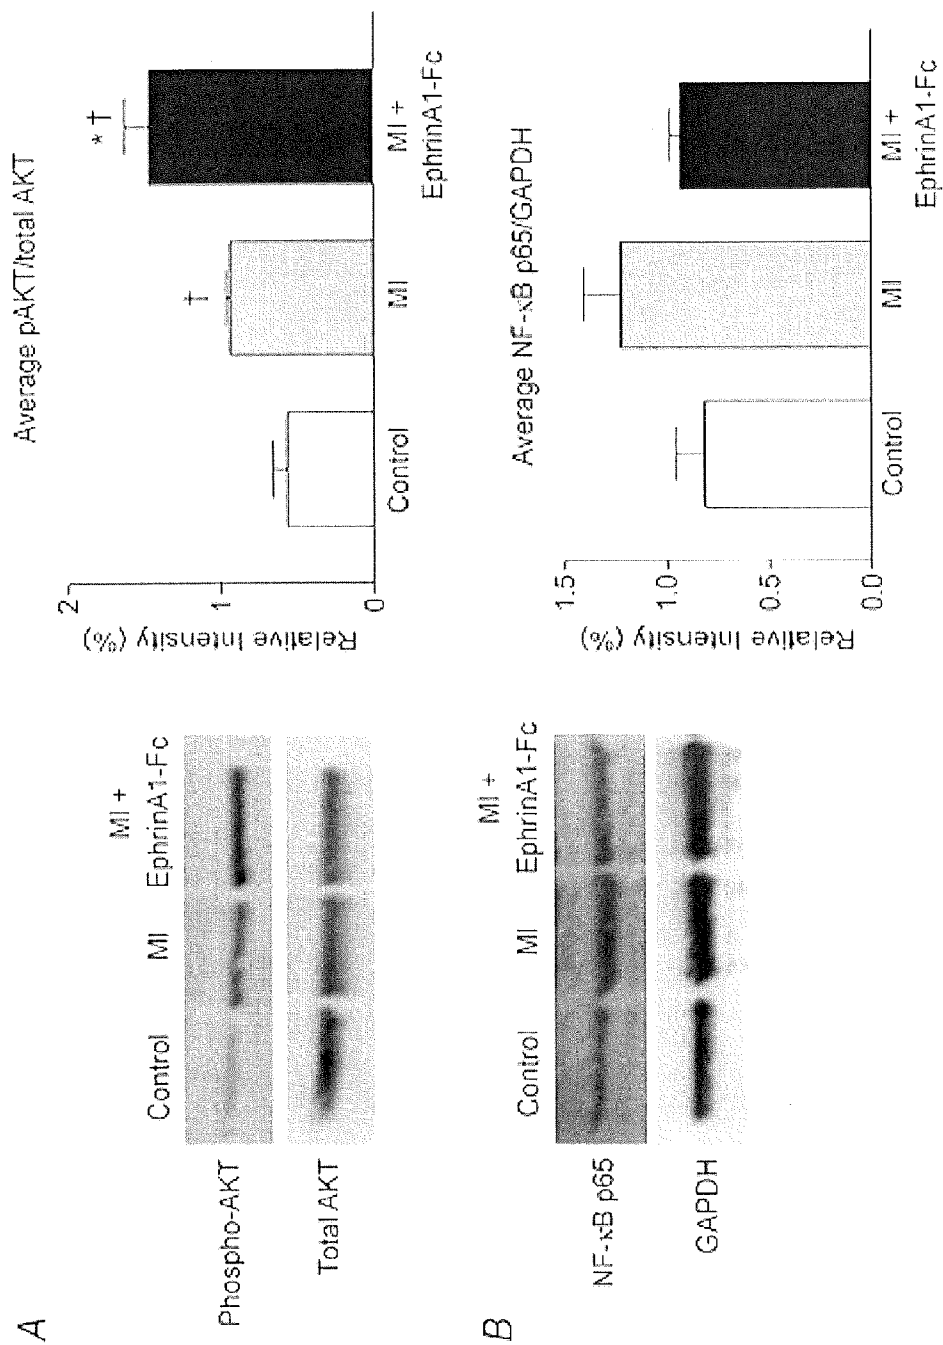 A
MI +
Control MI EphrinA1-Fc
Phospho-AKT
Total AKT
Average pAKT/total AKT
Relative Intensity (%)
2
* †
†
1
0
Control MI MI +
EphrinA1-Fc
B
MI +
Control MI EphrinA1-Fc
NF-κB p65
GAPDH
Average NF-κB p65/GAPDH
Relative Intensity (%)
1.5
1.0
0.5
0.0
Control MI MI +
EphrinA1-Fc